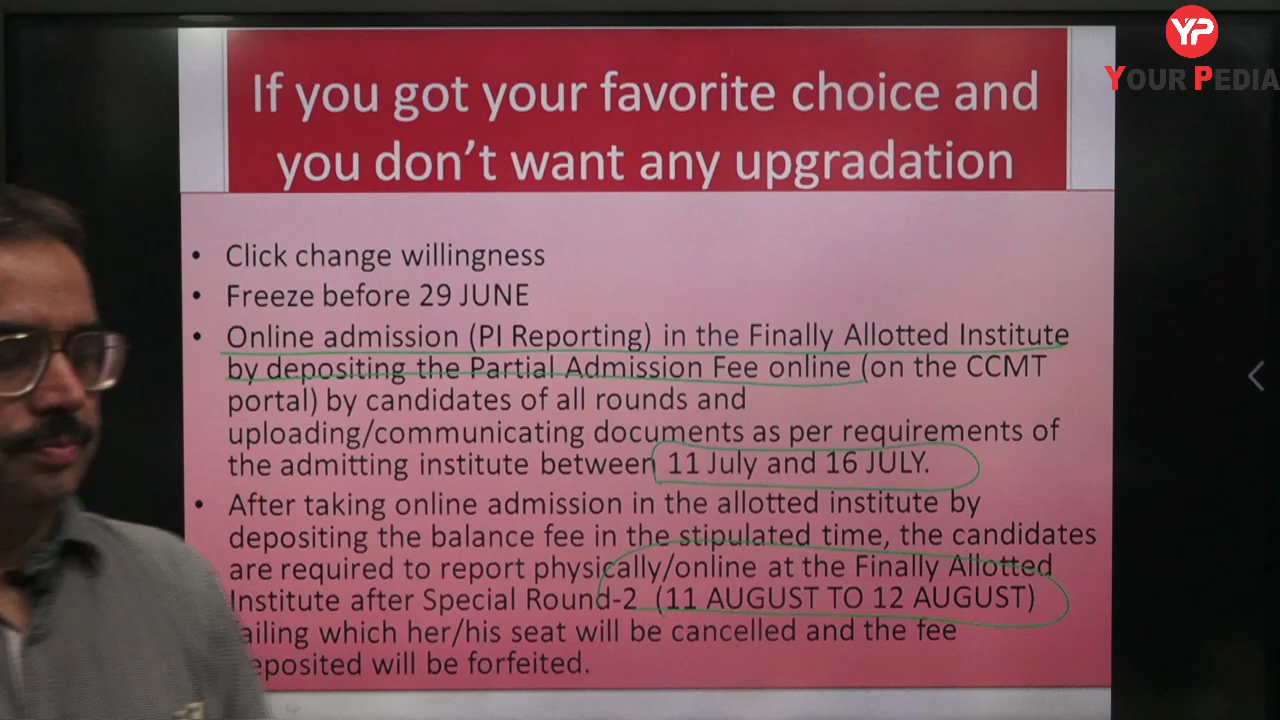 YP
YOUR PEDIA
If you got your favorite choice and
you don't want any upgradation
• Click change willingness
• Freeze before 29 JUNE
• Online admission (PI Reporting) in the Finally Allotted Institute
by depositing the Partial Admission Fee online (on the CCMT
portal) by candidates of all rounds and
uploading/communicating documents as per requirements of
the admitting institute between 11 July and 16 JULY.
• After taking online admission in the allotted institute by
depositing the balance fee in the stipulated time, the candidates
are required to report physically/online at the Finally Allotted
Institute after Special Round-2 (11 AUGUST TO 12 AUGUST)
ailing which her/his seat will be cancelled and the fee
eposited will be forfeited.